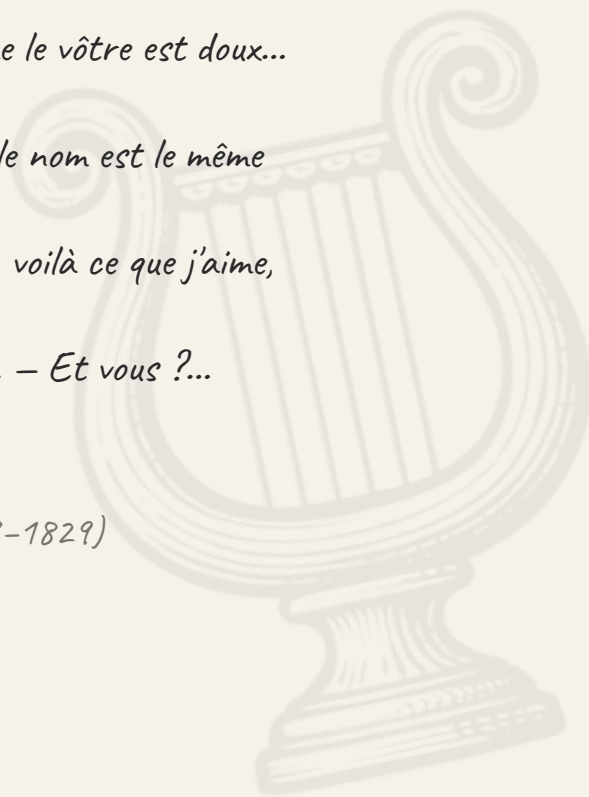 e le vôtre est doux...
le nom est le même
voilà ce que j'aime,
. – Et vous ?...
–1829)